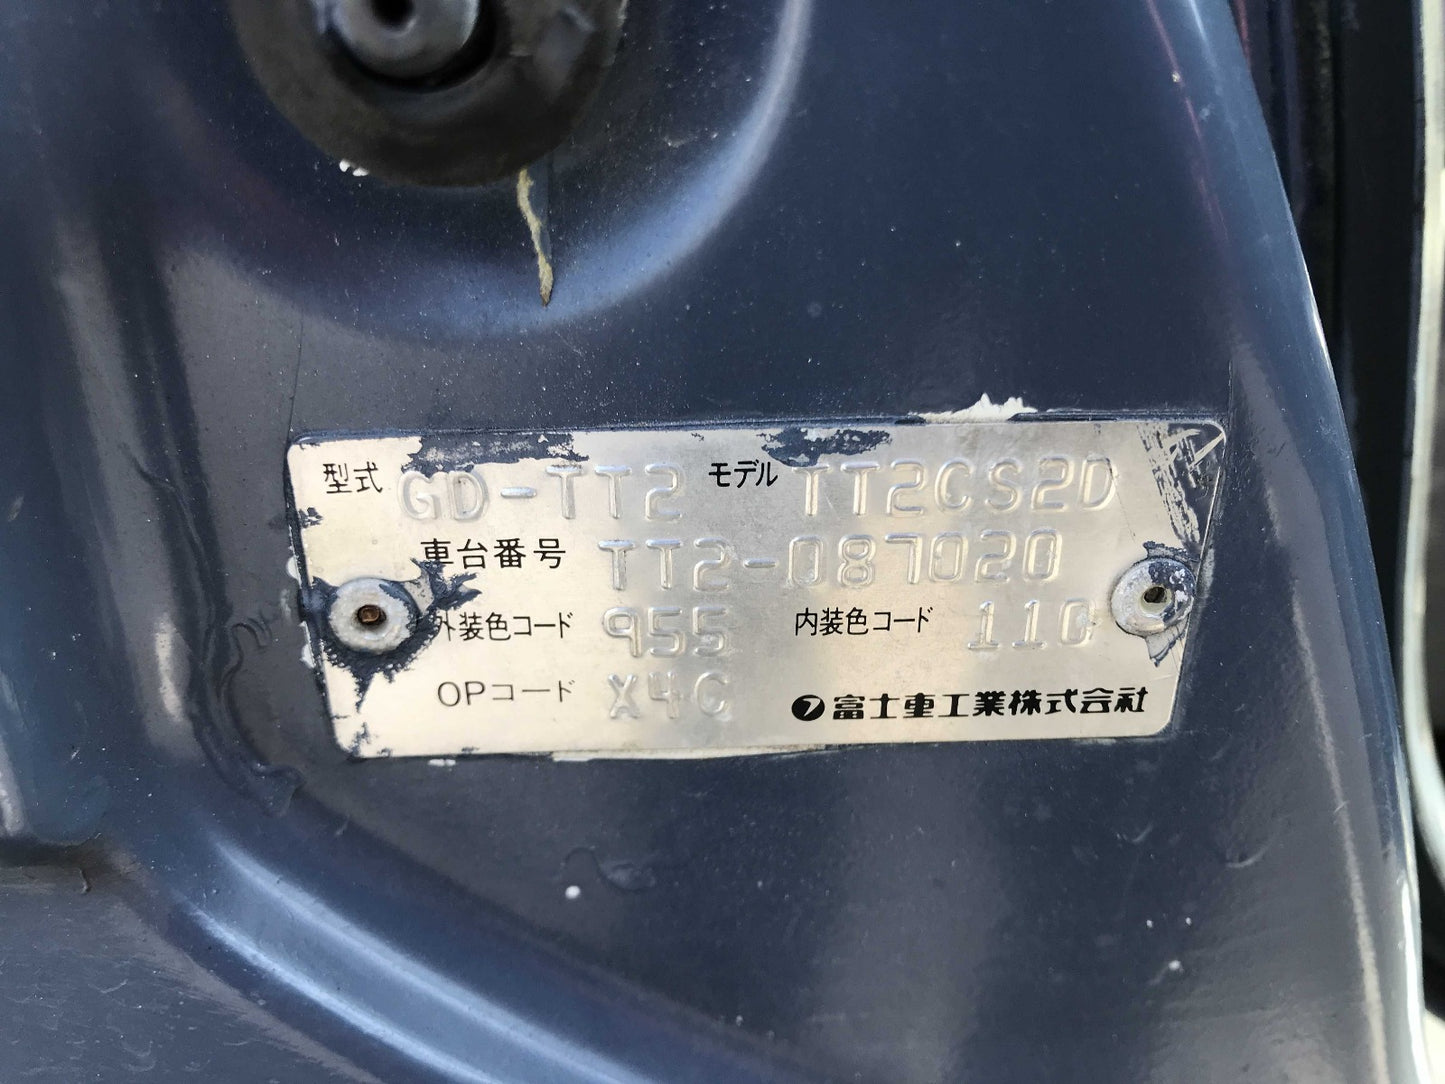 型式 GD-TT2 モデル TT2CS2D
車台番号 TT2-087020
外装色コード 955 内装色コード 110
OPコード X4C 富士重工業株式会社